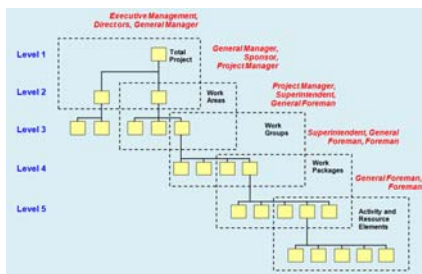 Executive Management,
Directors, General Manager
Level 1
Total
Project
General Manager,
Sponsor,
Project Manager
Level 2
Work
Areas
Project Manager,
Superintendent,
General Foreman
Level 3
Work
Groups
Superintendent, General
Foreman, Foreman
Level 4
Work
Packages
General Foreman,
Foreman
Level 5
Activity and
Resource
Elements